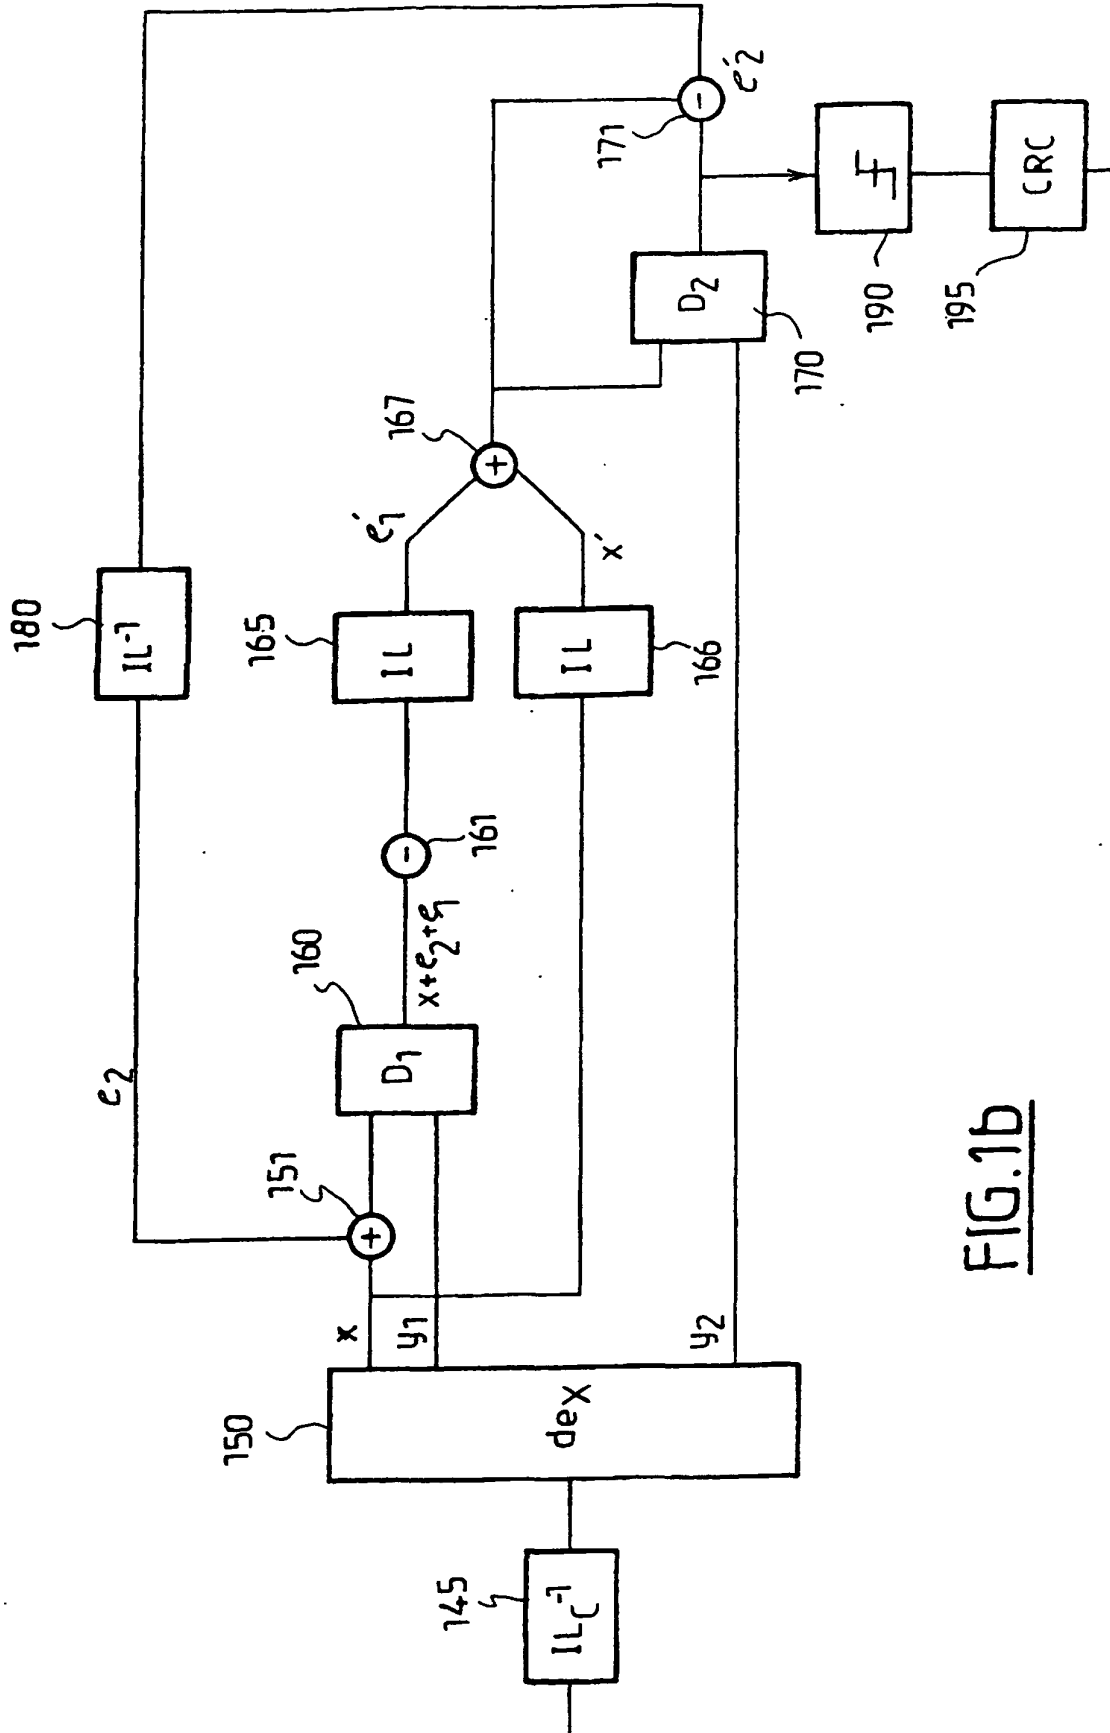 180
IL⁻¹
e₂
e'₂
171
165
IL
e'₁
167
+
-
161
160
x+e₂+e₁
D₁
151
+
x
y₁
IL
166
x'
D₂
170
-
190
CRC
195
y₂
150
deX
145
IL_C⁻¹
FIG.1b